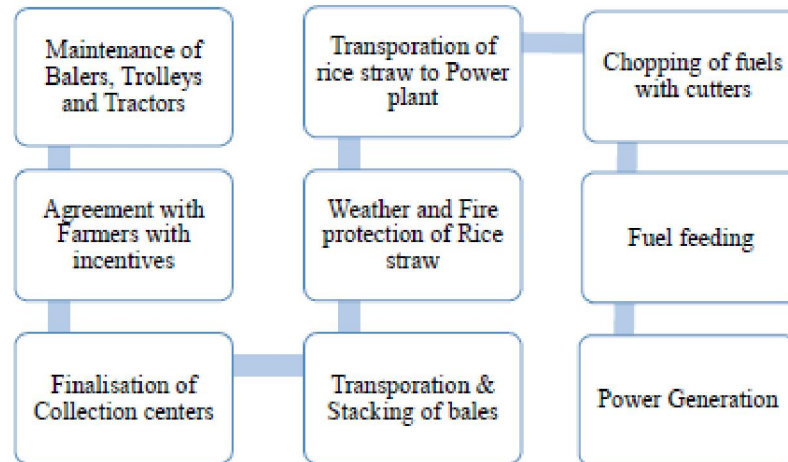 Maintenance of
Balers, Trolleys
and Tractors
Agreement with
Farmers with
incentives
Finalisation of
Collection centers
Transporation &
Stacking of bales
Weather and Fire
protection of Rice
straw
Transporation of
rice straw to Power
plant
Chopping of fuels
with cutters
Fuel feeding
Power Generation